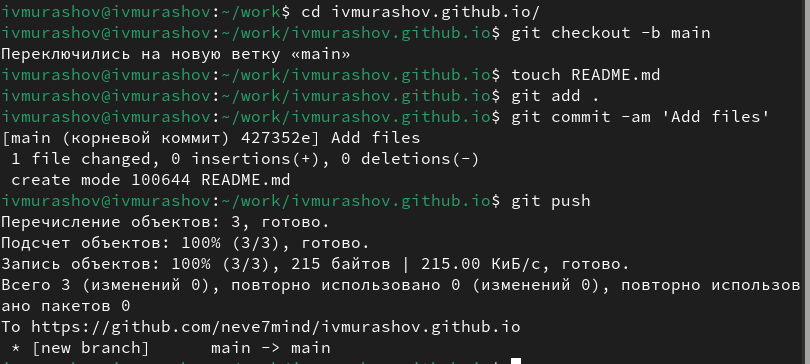 ivmurashov@ivmurashov:~/work$ cd ivmurashov.github.io/
ivmurashov@ivmurashov:~/work/ivmurashov.github.io$ git checkout -b main
Переключились на новую ветку «main»
ivmurashov@ivmurashov:~/work/ivmurashov.github.io$ touch README.md
ivmurashov@ivmurashov:~/work/ivmurashov.github.io$ git add .
ivmurashov@ivmurashov:~/work/ivmurashov.github.io$ git commit -am 'Add files'
[main (корневой коммит) 427352e] Add files
 1 file changed, 0 insertions(+), 0 deletions(-)
 create mode 100644 README.md
ivmurashov@ivmurashov:~/work/ivmurashov.github.io$ git push
Перечисление объектов: 3, готово.
Подсчет объектов: 100% (3/3), готово.
Запись объектов: 100% (3/3), 215 байтов | 215.00 КиБ/с, готово.
Всего 3 (изменений 0), повторно использовано 0 (изменений 0), повторно использов
ано пакетов 0
To https://github.com/neve7mind/ivmurashov.github.io
 * [new branch]      main -> main
ivmurashov@ivmurashov:~/work/ivmurashov.github.io$